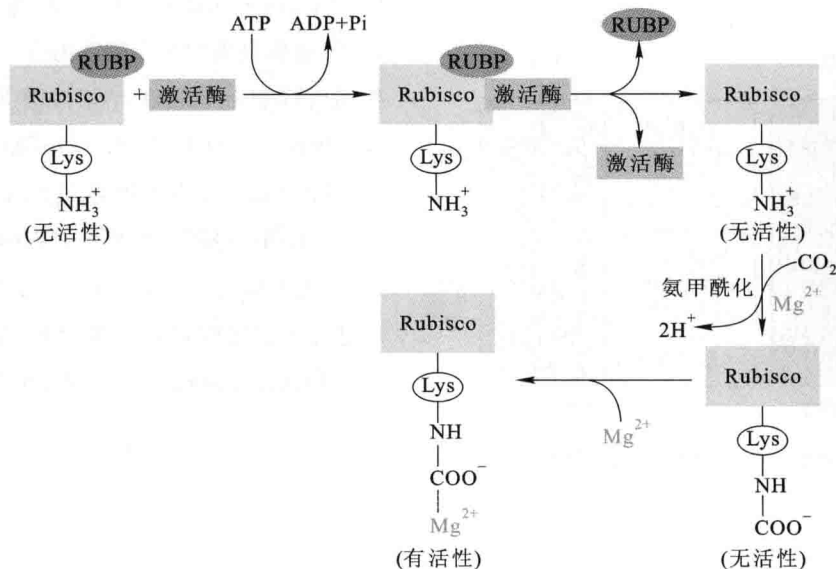 ATP ADP+Pi
RUBP
Rubisco + 激活酶
Lys
NH₃⁺
(无活性)
RUBP
Rubisco 激活酶
Lys
NH₃⁺
RUBP
激活酶
Rubisco
Lys
NH₃⁺
(无活性)
CO₂
氨甲酰化 Mg²⁺
2H⁺
Rubisco
Lys
NH
COO⁻
(无活性)
Mg²⁺
Rubisco
Lys
NH
COO⁻
Mg²⁺
(有活性)